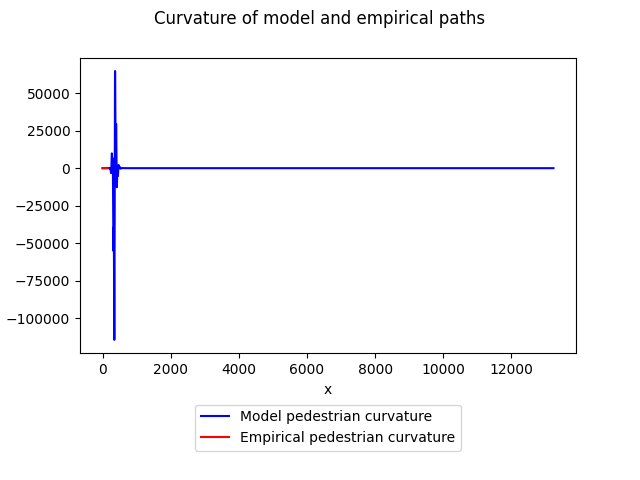 Curvature of model and empirical paths
50000
25000
0
−25000
−50000
−75000
−100000
0 2000 4000 6000 8000 10000 12000
x
Model pedestrian curvature
Empirical pedestrian curvature